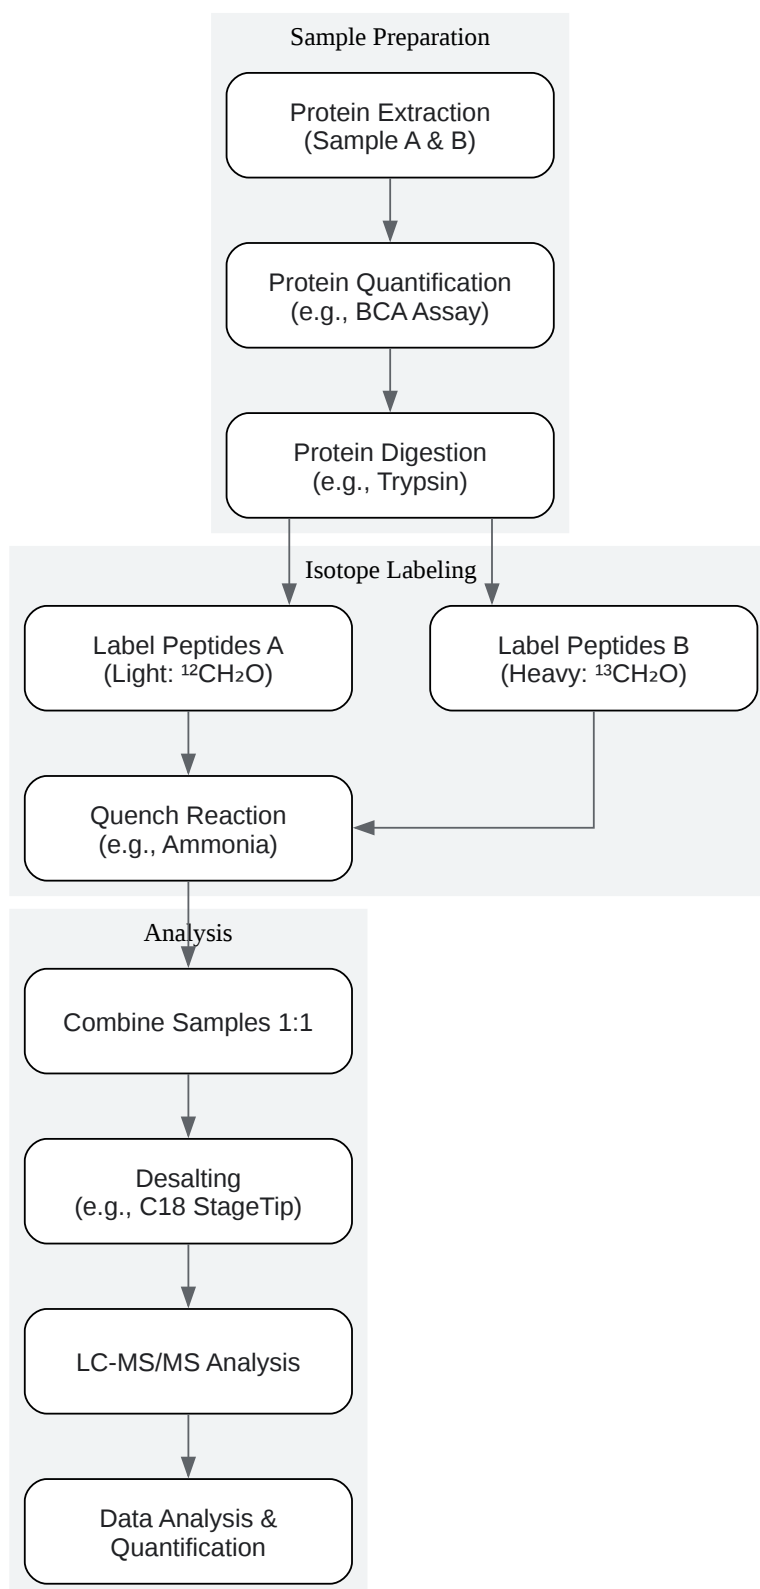 Sample Preparation
Protein Extraction
(Sample A & B)
Protein Quantification
(e.g., BCA Assay)
Protein Digestion
(e.g., Trypsin)
Isotope Labeling
Label Peptides A
(Light: ¹²CH₂O)
Label Peptides B
(Heavy: ¹³CH₂O)
Quench Reaction
(e.g., Ammonia)
Analysis
Combine Samples 1:1
Desalting
(e.g., C18 StageTip)
LC-MS/MS Analysis
Data Analysis &
Quantification